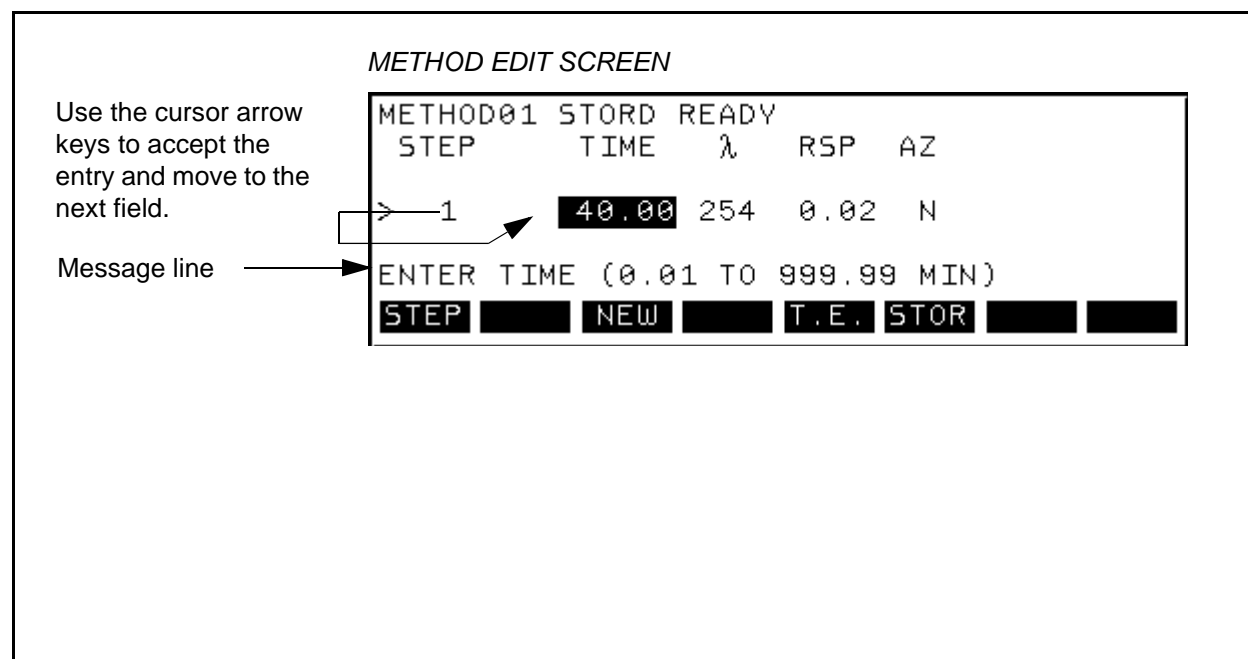 METHOD EDIT SCREEN
Use the cursor arrow
keys to accept the
entry and move to the
next field.
Message line
METHOD01 STORD READY
STEP TIME λ RSP AZ
> 1 40.00 254 0.02 N
ENTER TIME (0.01 TO 999.99 MIN)
STEP NEW T.E. STOR